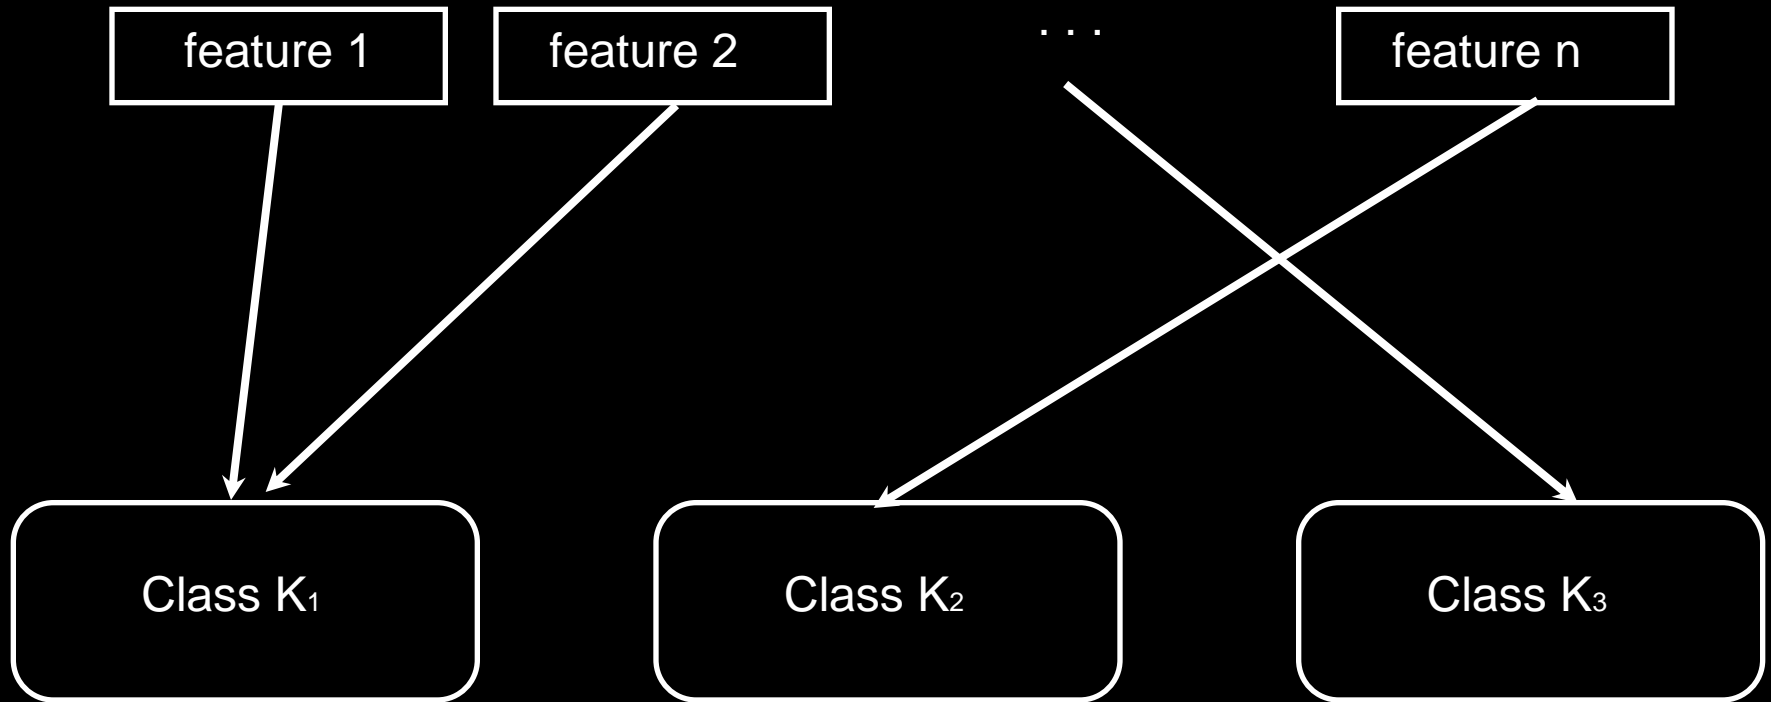 feature 1
feature 2
. . .
feature n
Class K₁
Class K₂
Class K₃